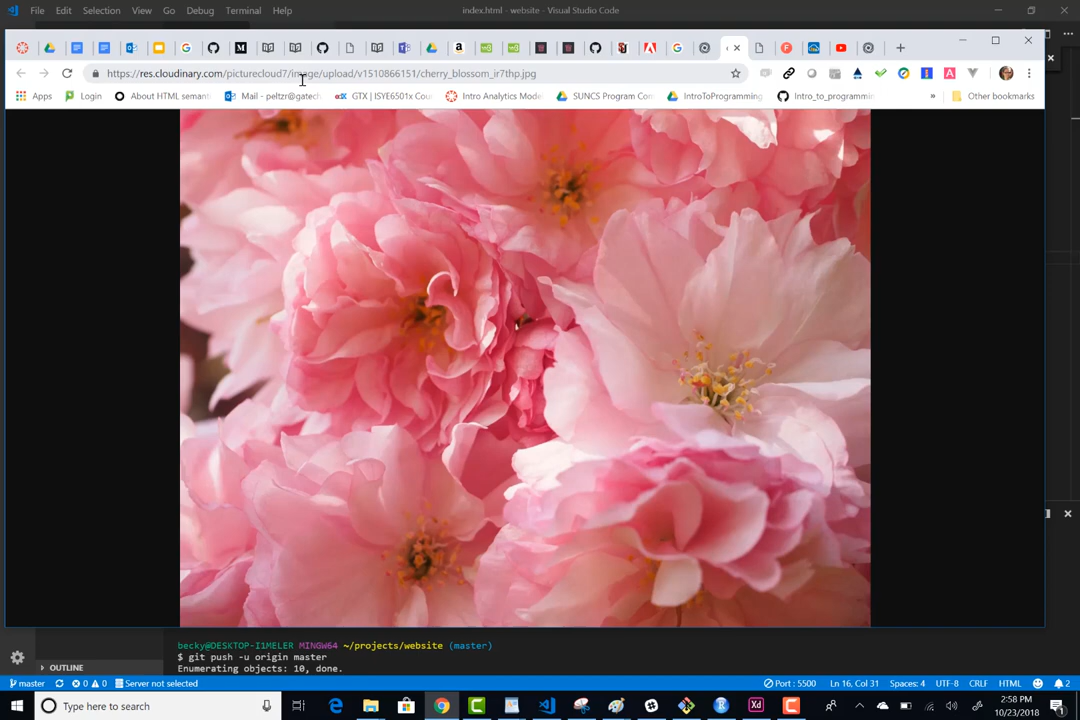 File Edit Selection View Go Debug Terminal Help index.html - website - Visual Studio Code
https://res.cloudinary.com/picturecloud7/image/upload/v1510866151/cherry_blossom_ir7thp.jpg
Apps Login About HTML semant Mail - peltzr@gatech GTX | ISYE6501x Cou Intro Analytics Mode SUNCS Program Com IntroToProgramming Intro_to_programmin » Other bookmarks
becky@DESKTOP-I1MELER MINGW64 ~/projects/website (master)
$ git push -u origin master
OUTLINE Enumerating objects: 10, done.
master 0 0 Server not selected Port : 5500 Ln 16, Col 31 Spaces: 4 UTF-8 CRLF HTML 2
Type here to search 2:58 PM
10/23/2018